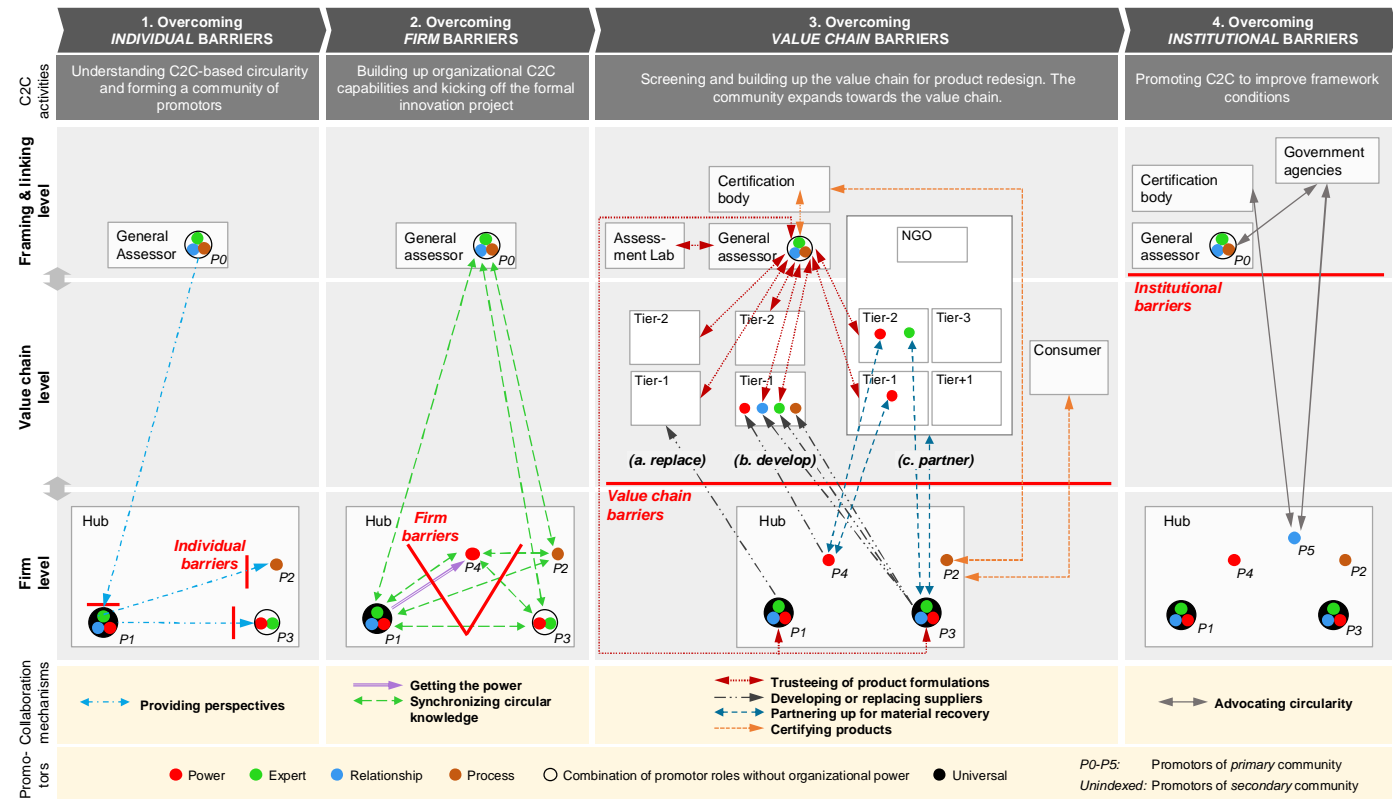 1. Overcoming
INDIVIDUAL BARRIERS
2. Overcoming
FIRM BARRIERS
3. Overcoming
VALUE CHAIN BARRIERS
4. Overcoming
INSTITUTIONAL BARRIERS
C2C
activities
Understanding C2C-based circularity
and forming a community of
promotors
Building up organizational C2C
capabilities and kicking off the formal
innovation project
Screening and building up the value chain for product redesign. The
community expands towards the value chain.
Promoting C2C to improve framework
conditions
Framing & linking
level
General
Assessor
P0
General
assessor
P0
Certification
body
Assess-
ment Lab
General
assessor
NGO
Government
agencies
Certification
body
General
assessor
P0
Institutional
barriers
Value chain
level
Tier-2
Tier-2
Tier-2
Tier-3
Tier-1
Tier-1
Tier-1
Tier+1
Consumer
(a. replace)
(b. develop)
(c. partner)
Value chain
barriers
Firm
level
Hub
Individual
barriers
P2
P1
P3
Hub
Firm
barriers
P4
P2
P1
P3
Hub
P4
P2
P1
P3
Hub
P5
P4
P2
P1
P3
Collaboration
mechanisms
Providing perspectives
Getting the power
Synchronizing circular
knowledge
Trusteeing of product formulations
Developing or replacing suppliers
Partnering up for material recovery
Certifying products
Advocating circularity
Promo-
tors
Power
Expert
Relationship
Process
Combination of promotor roles without organizational power
Universal
P0-P5: Promotors of primary community
Unindexed: Promotors of secondary community